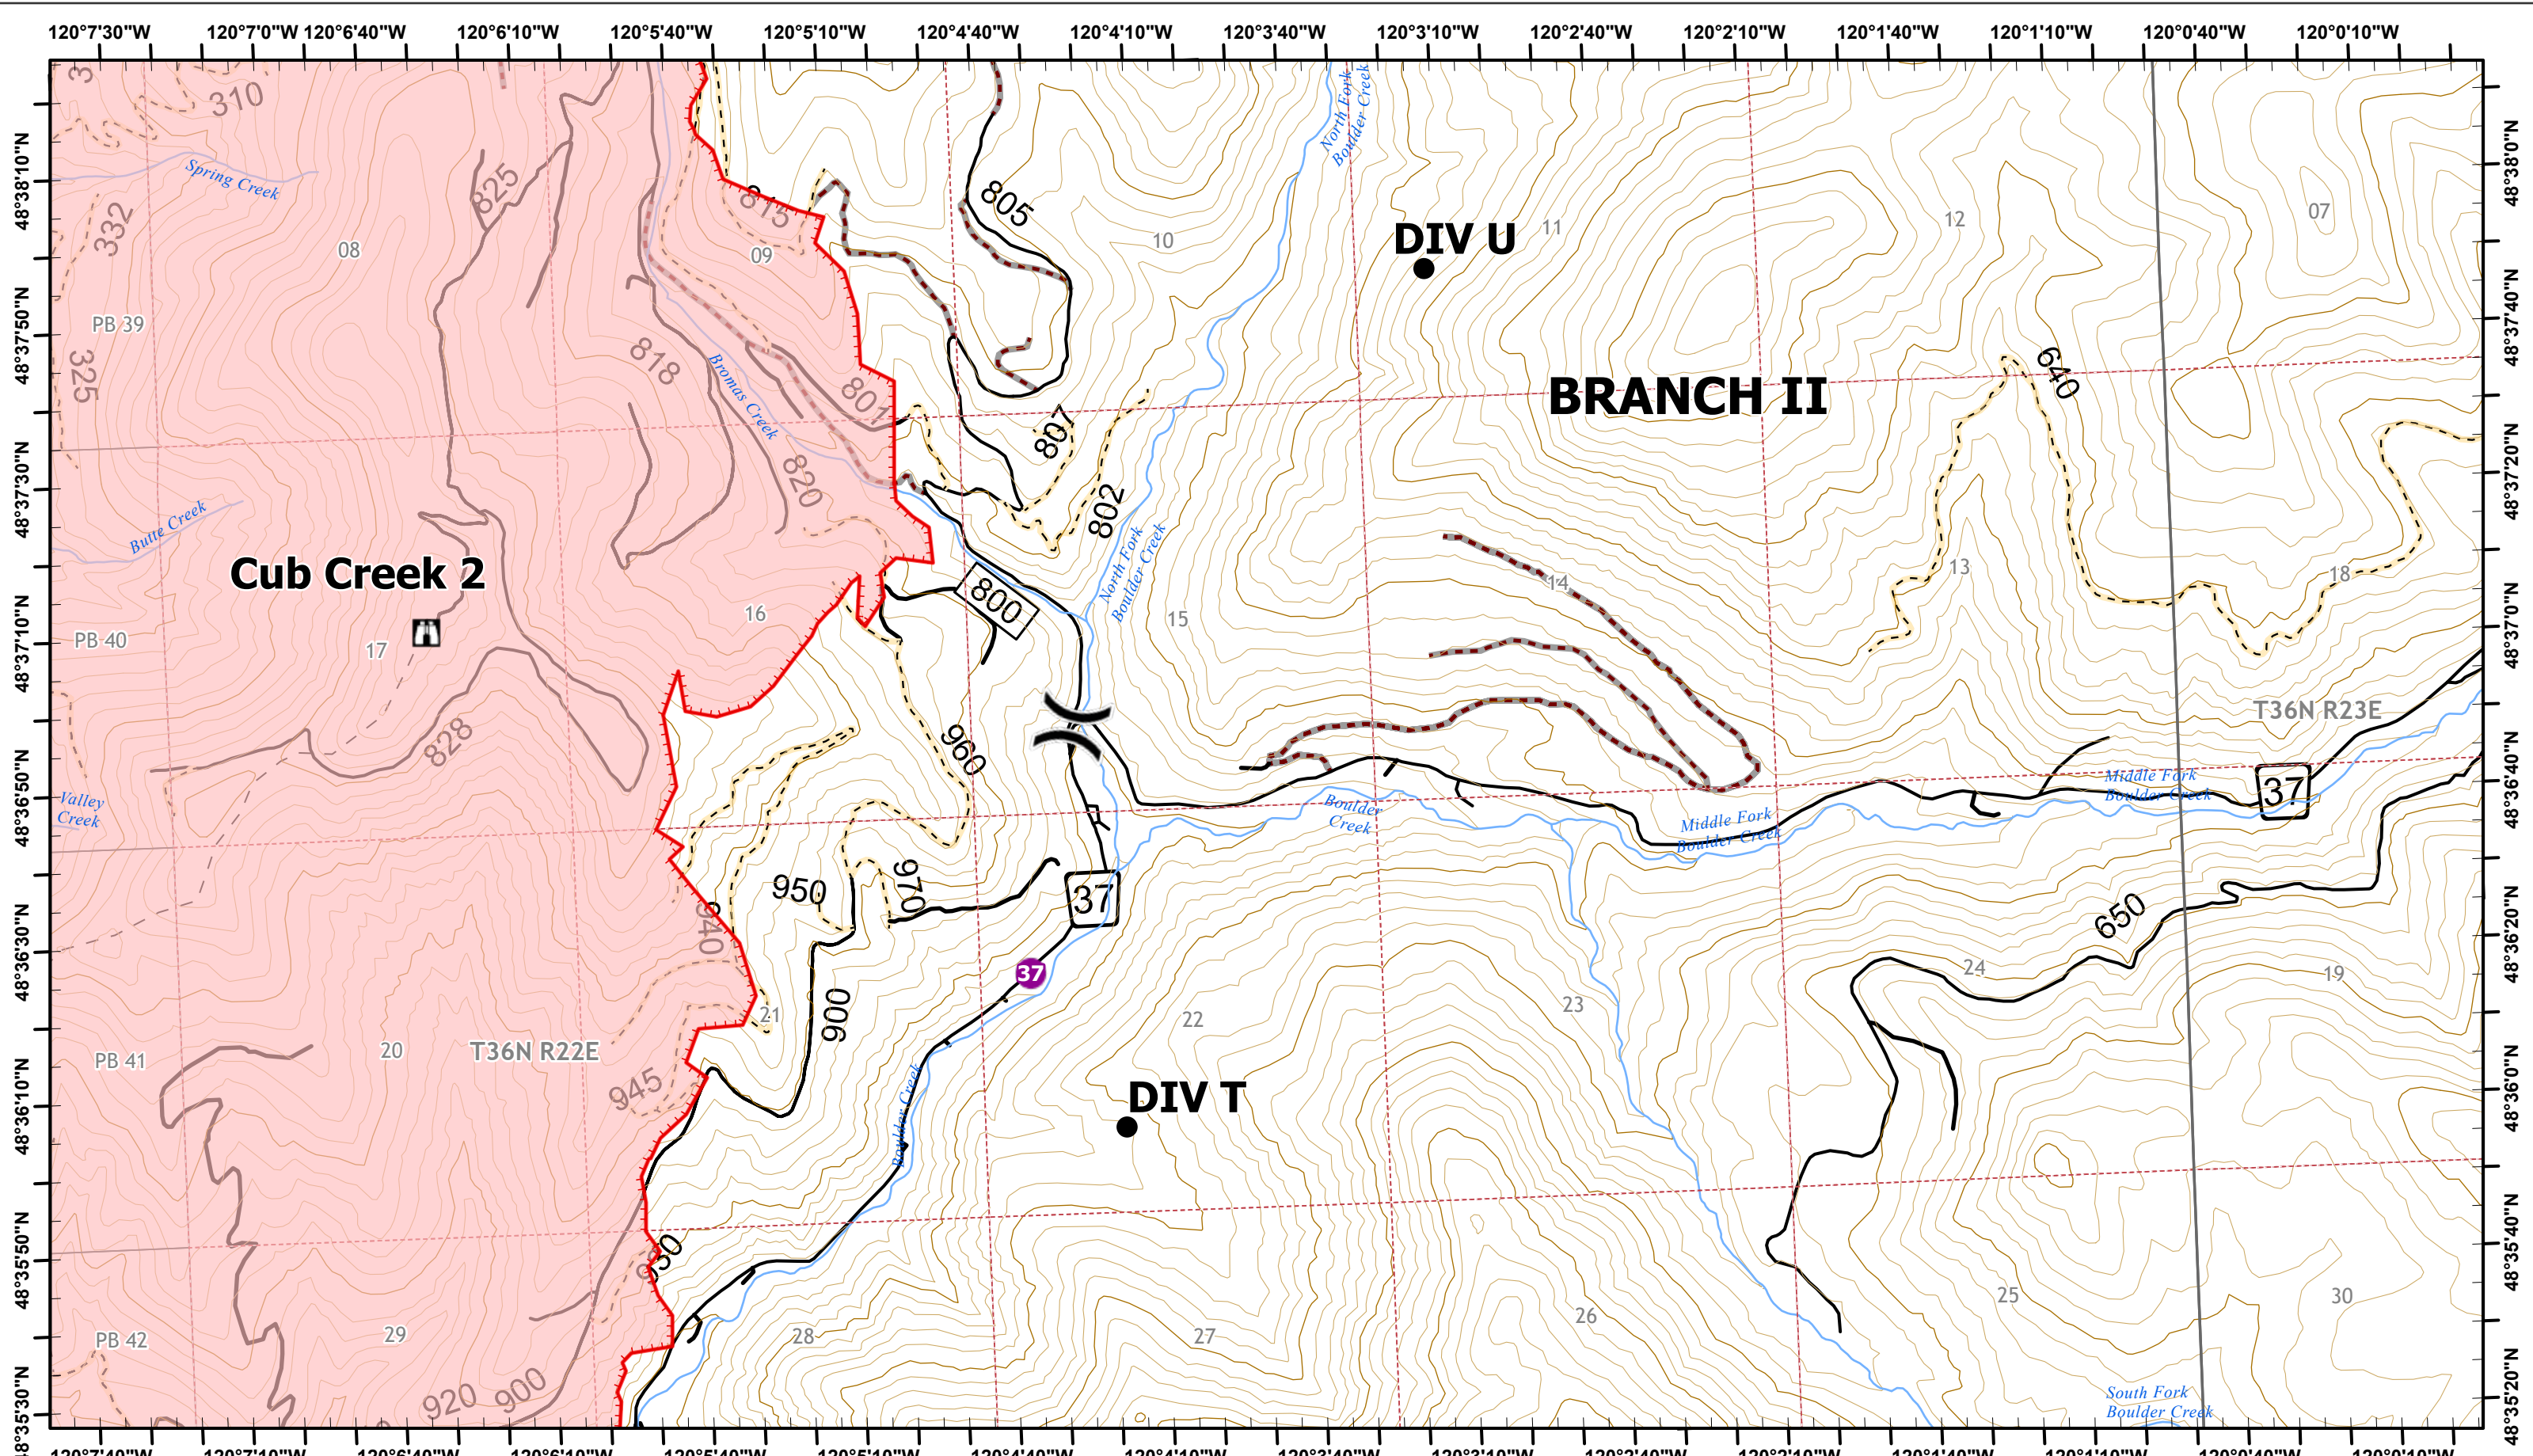 120°7'30"W 120°7'0"W 120°6'40"W 120°6'10"W 120°5'40"W 120°5'10"W 120°4'40"W 120°4'10"W 120°3'40"W 120°3'10"W 120°2'40"W 120°2'10"W 120°1'40"W 120°1'10"W 120°0'40"W 120°0'10"W
48°38'10"N
48°37'50"N
48°37'30"N
48°37'10"N
48°36'50"N
48°36'30"N
48°36'10"N
48°35'50"N
48°35'30"N
48°38'0"N
48°37'40"N
48°37'20"N
48°37'0"N
48°36'40"N
48°36'20"N
48°36'0"N
48°35'40"N
48°35'20"N
310
Spring Creek
332
825
08
815
09
805
10
North Fork
Boulder Creek
DIV U
11
12
07
PB 39
325
818
Bromas Creek
801
BRANCH II
640
807
820
802
Butte Creek
Cub Creek 2
North Fork
Boulder Creek
800
14
13
18
PB 40
17
16
15
828
960
T36N R23E
Valley
Creek
Boulder
Creek
Middle Fork
Boulder Creek
Middle Fork
Boulder Creek
37
950
970
37
940
650
37
24
19
900
21
22
23
PB 41
20
T36N R22E
945
Boulder Creek
DIV T
25
30
26
PB 42
29
28
27
920
900
South Fork
Boulder Creek